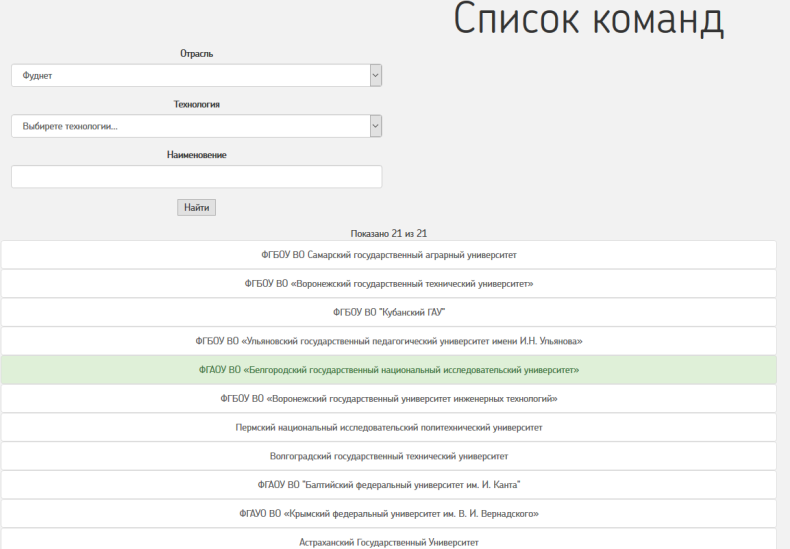 Список команд
Отрасль
Фуднет
Технология
Выбирете технологии...
Наименовение
Найти
Показано 21 из 21
ФГБОУ ВО Самарский государственный аграрный университет
ФГБОУ ВО «Воронежский государственный технический университет»
ФГБОУ ВО "Кубанский ГАУ"
ФГБОУ ВО «Ульяновский государственный педагогический университет имени И.Н. Ульянова»
ФГАОУ ВО «Белгородский государственный национальный исследовательский университет»
ФГБОУ ВО «Воронежский государственный университет инженерных технологий»
Пермский национальный исследовательский политехнический университет
Волгоградский государственный технический университет
ФГАОУ ВО "Балтийский федеральный университет им. И. Канта"
ФГАУО ВО «Крымский федеральный университет им. В. И. Вернадского»
Астраханский Государственный Университет